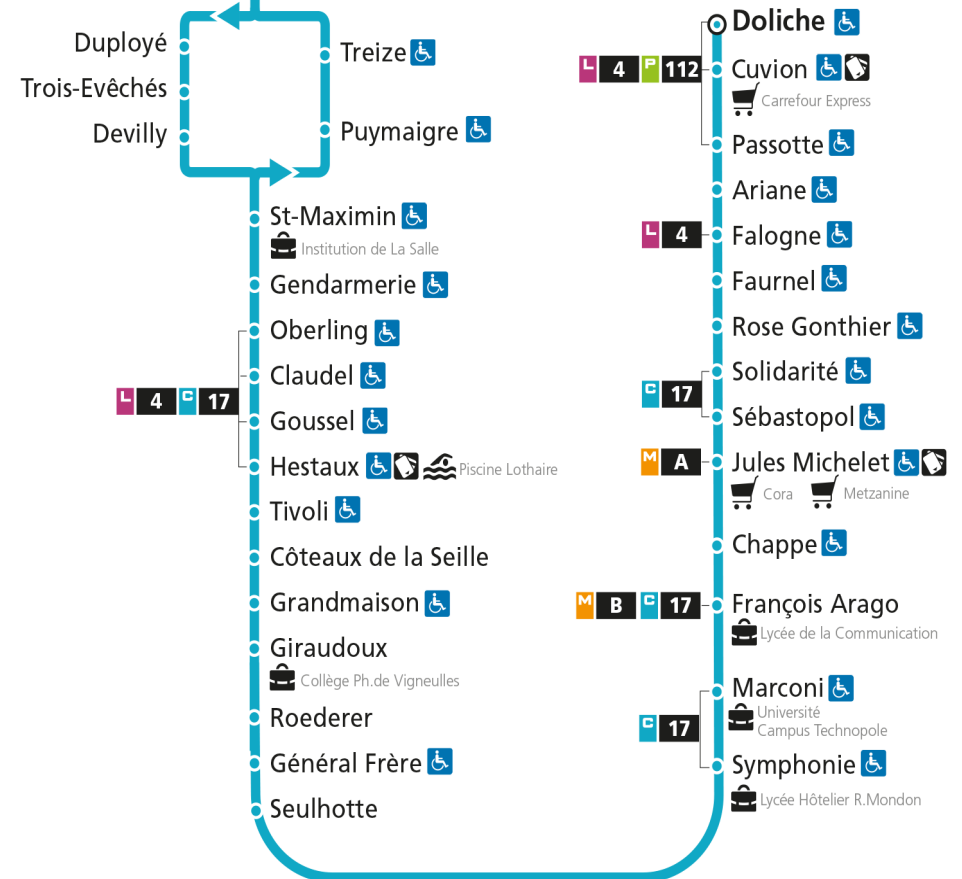 Duployé
Trois-Evêchés
Devilly
Treize
Puymaigre
St-Maximin
Institution de La Salle
Gendarmerie
Oberling
Claudel
L 4 C 17
Goussel
Hestaux Piscine Lothaire
Tivoli
Côteaux de la Seille
Grandmaison
Giraudoux
Collège Ph.de Vigneulles
Roederer
Général Frère
Seulhotte
Doliche
L 4 P 112 Cuvion
Carrefour Express
Passotte
Ariane
L 4 Falogne
Faurnel
Rose Gonthier
Solidarité
C 17
Sébastopol
M A Jules Michelet
Cora Metzanine
Chappe
M B C 17 François Arago
Lycée de la Communication
Marconi
Université
Campus Technopole
C 17
Symphonie
Lycée Hôtelier R.Mondon